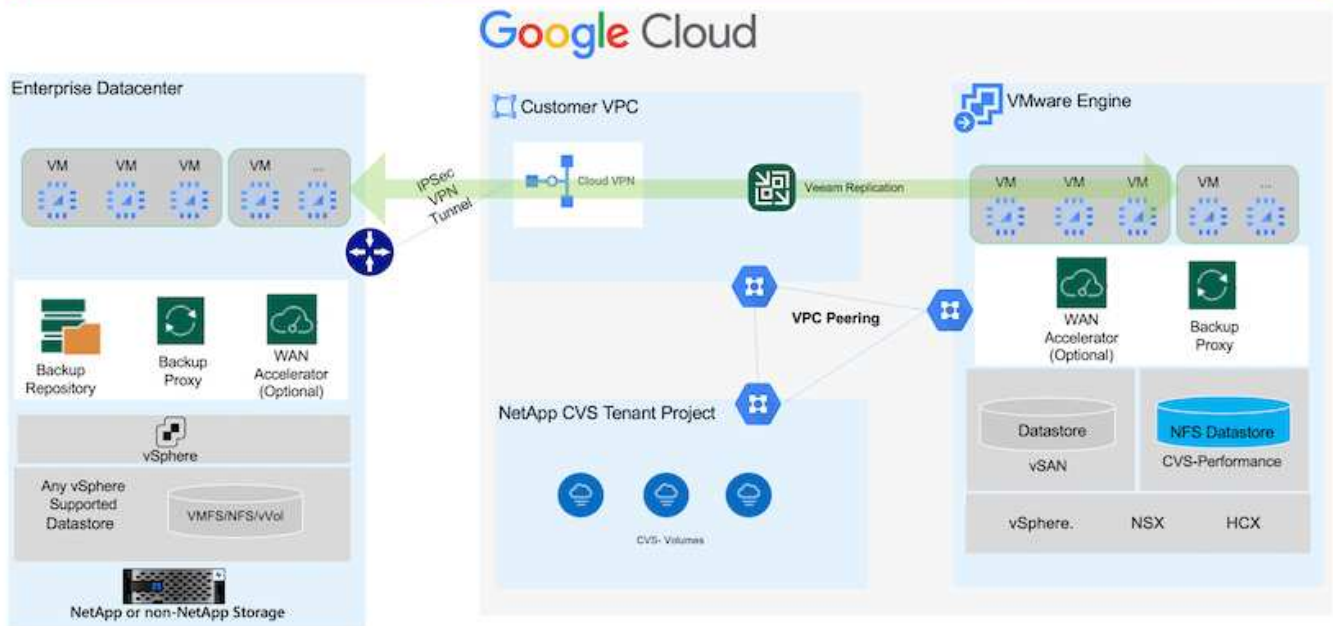 Google Cloud
Enterprise Datacenter
VM
VM
VM
VM
...
IPSec
VPN
Tunnel
Backup
Repository
Backup
Proxy
WAN
Accelerator
(Optional)
vSphere
Any vSphere
Supported
Datastore
VMFS/NFS/vVol
NetApp or non-NetApp Storage
Customer VPC
Cloud VPN
Veeam Replication
VPC Peering
NetApp CVS Tenant Project
CVS- Volumes
VMware Engine
VM
VM
VM
VM
...
WAN
Accelerator
(Optional)
Backup
Proxy
Datastore
vSAN
NFS Datastore
CVS-Performance
vSphere. NSX HCX